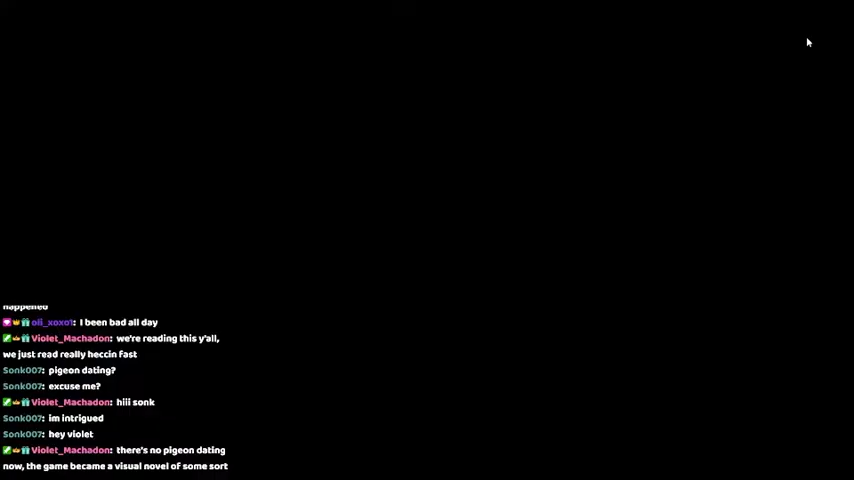 happened
oli_xoxo1: I been bad all day
Violet_Machadon: we're reading this y'all,
we just read really heccin fast
Sonk007: pigeon dating?
Sonk007: excuse me?
Violet_Machadon: hiii sonk
Sonk007: im intrigued
Sonk007: hey violet
Violet_Machadon: there's no pigeon dating
now, the game became a visual novel of some sort